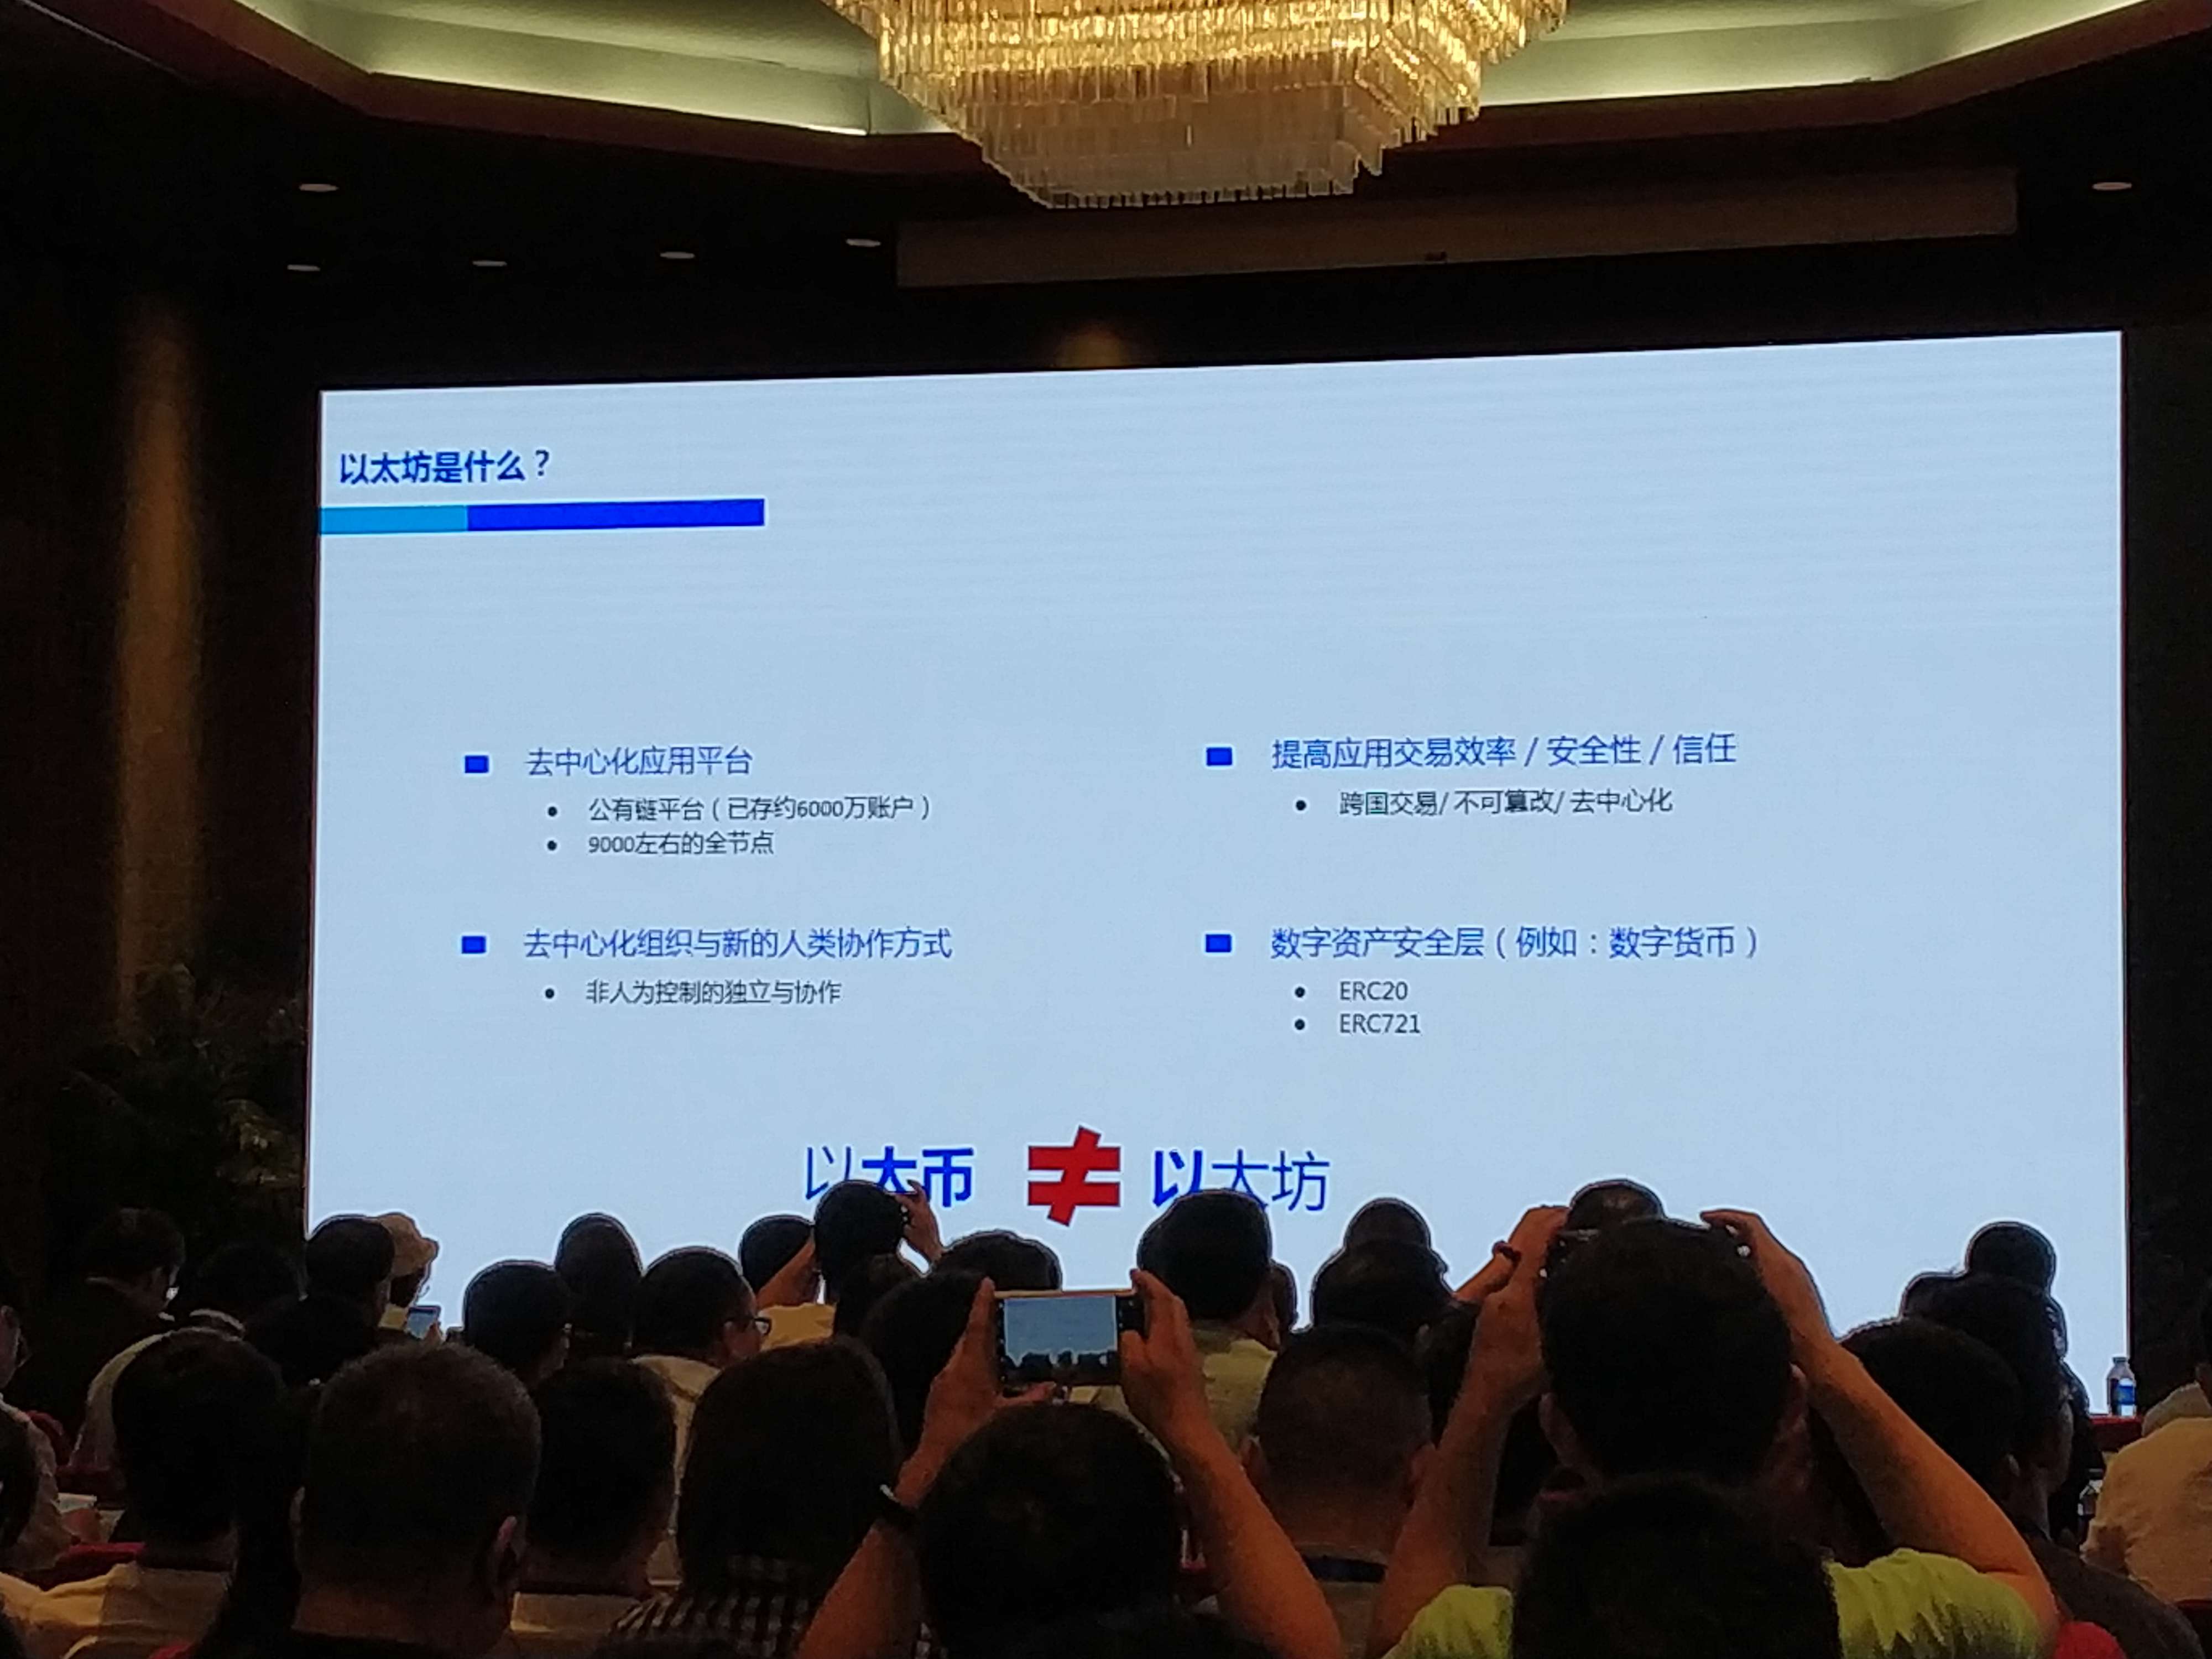 以太坊是什么？
去中心化应用平台
公有链平台（已存约6000万账户）
9000左右的全节点
去中心化组织与新的人类协作方式
非人为控制的独立与协作
提高应用交易效率 / 安全性 / 信任
跨国交易/ 不可篡改/ 去中心化
数字资产安全层（例如：数字货币）
ERC20
ERC721
以太币 ≠ 以太坊